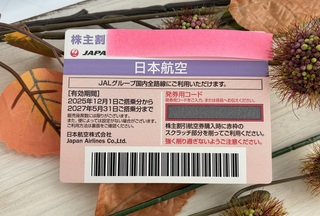 株主割
JAPA
日本航空
JALグループ国内全路線にご利用いただけます。
【有効期間】
2025年12月1日ご搭乗分から
2027年5月31日ご搭乗分まで
日本航空株式会社
Japan Airlines Co.,Ltd.
発券用コード
株主割引航空券購入時に赤枠の
スクラッチ部分を削ってご利用ください。
強く削り過ぎないようご注意ください。